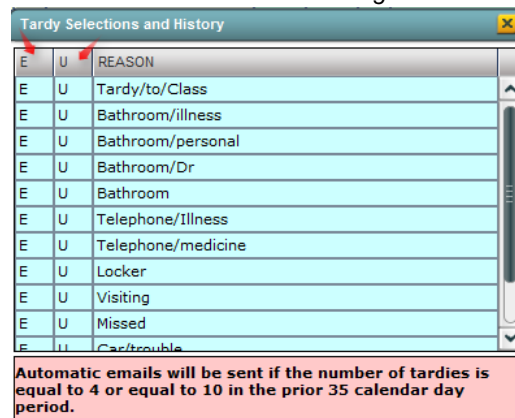 Tardy Selections and History
E U REASON
E U Tardy/to/Class
E U Bathroom/illness
E U Bathroom/personal
E U Bathroom/Dr
E U Bathroom
E U Telephone/Illness
E U Telephone/medicine
E U Locker
E U Visiting
E U Missed
E U Car/trouble
Automatic emails will be sent if the number of tardies is
equal to 4 or equal to 10 in the prior 35 calendar day
period.